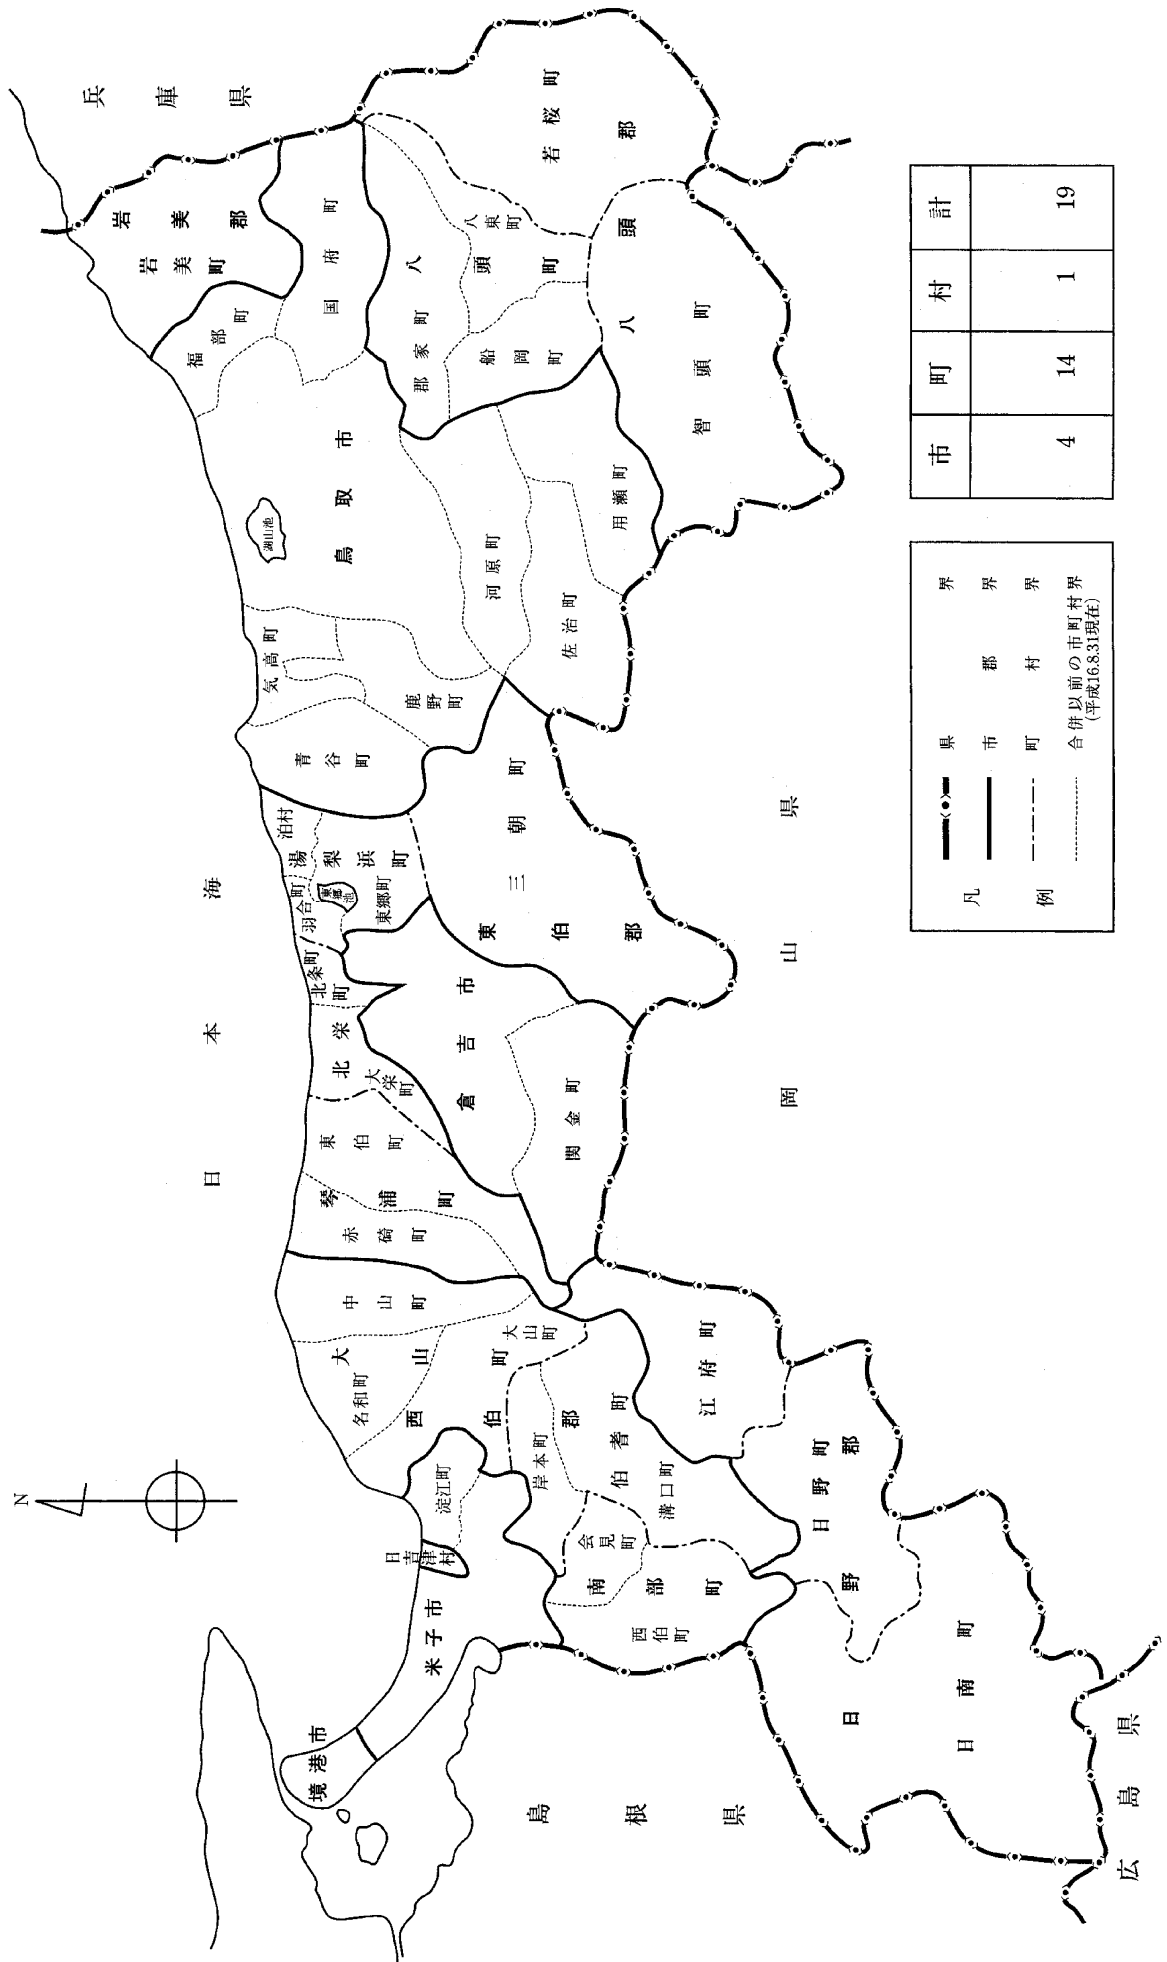 N
日本海
兵庫県
岡山県
島根県
広島県
岩美郡
岩美町
福部町
国府町
鳥取市
湖山池
気高町
鹿野町
青谷町
河原町
佐治町
用瀬町
八頭郡
八頭町
郡家町
船岡町
八東町
若桜町
智頭町
東伯郡
三朝町
湯梨浜町
泊村
羽合町
東郷町
東郷池
北栄町
北条町
大栄町
倉吉市
関金町
琴浦町
東伯町
赤碕町
西伯郡
大山町
中山町
名和町
大山町
伯耆町
岸本町
溝口町
南部町
会見町
西伯町
日吉津村
米子市
淀江町
境港市
日野郡
江府町
日野町
日南町
凡例
県界
市郡界
町村界
合併以前の市町村界
(平成16.8.31現在)
市 町 村 計
4 14 1 19